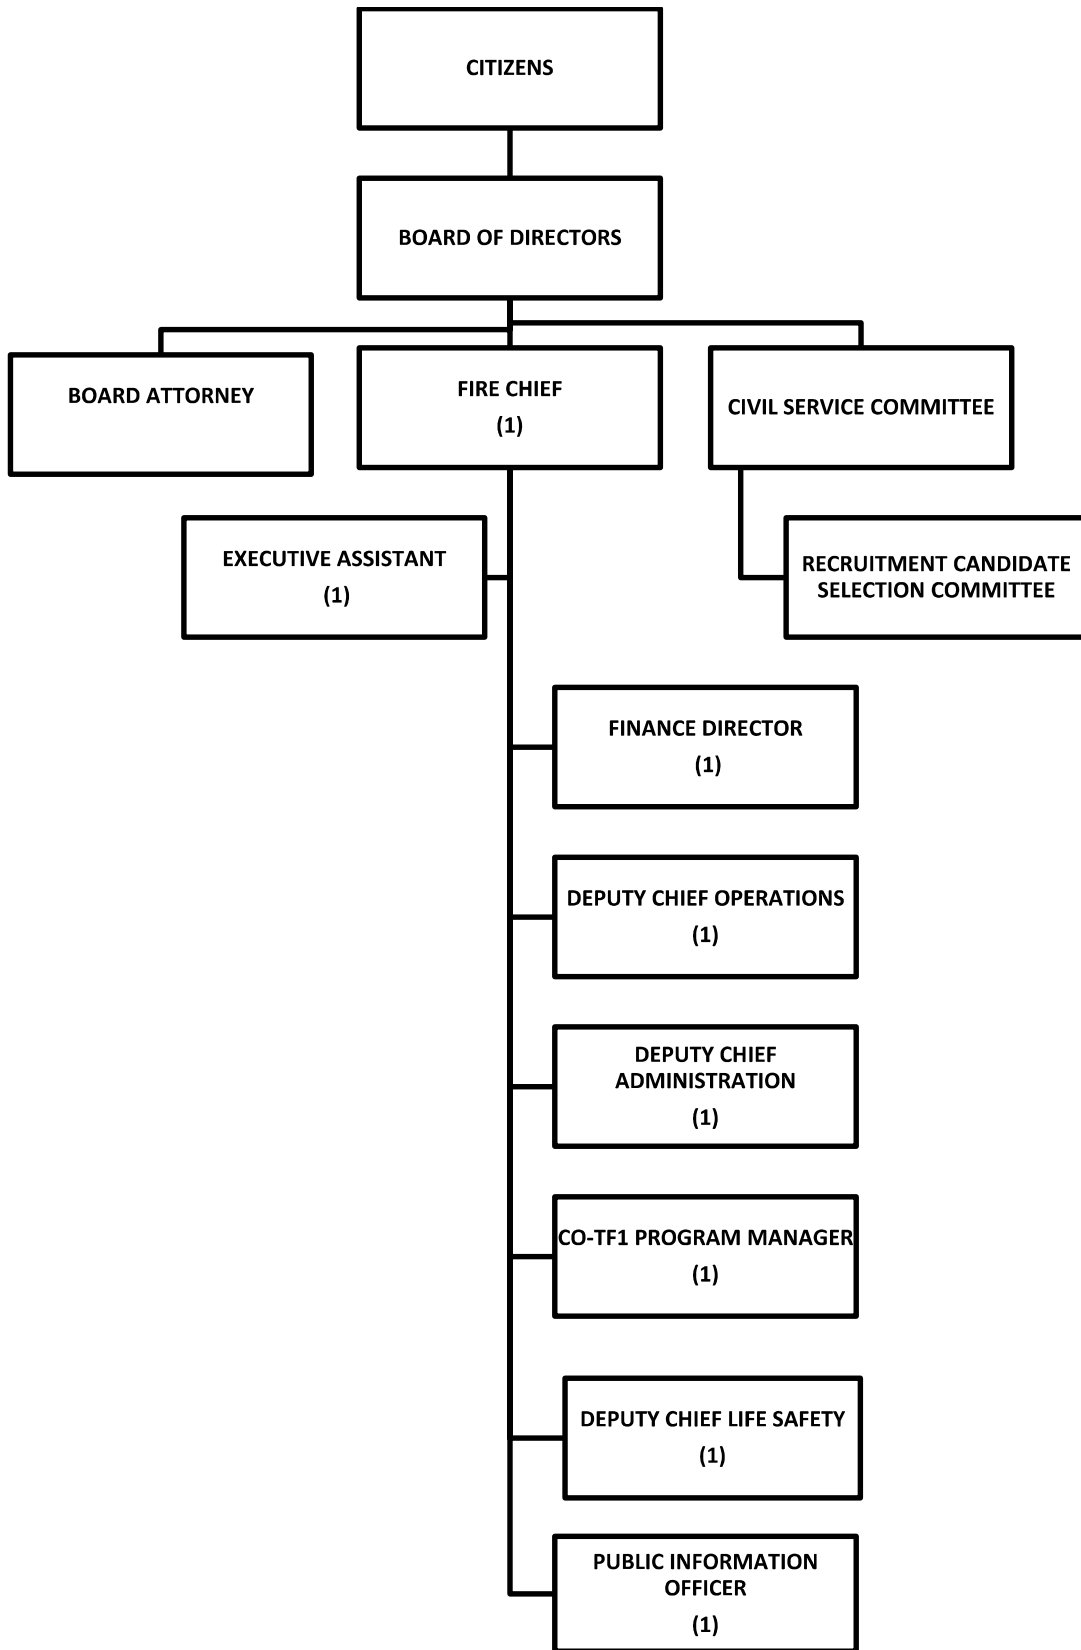 CITIZENS
BOARD OF DIRECTORS
BOARD ATTORNEY
FIRE CHIEF
(1)
CIVIL SERVICE COMMITTEE
EXECUTIVE ASSISTANT
(1)
RECRUITMENT CANDIDATE
SELECTION COMMITTEE
FINANCE DIRECTOR
(1)
DEPUTY CHIEF OPERATIONS
(1)
DEPUTY CHIEF
ADMINISTRATION
(1)
CO-TF1 PROGRAM MANAGER
(1)
DEPUTY CHIEF LIFE SAFETY
(1)
PUBLIC INFORMATION
OFFICER
(1)